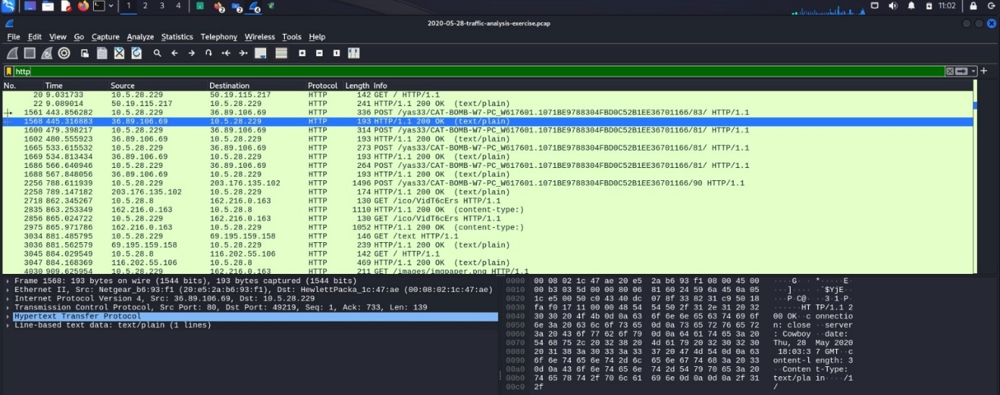 1 2 3 4 11:02
2020-05-28-traffic-analysis-exercise.pcap
File Edit View Go Capture Analyze Statistics Telephony Wireless Tools Help
http
No. Time Source Destination Protocol Length Info
20 9.031733 10.5.28.229 50.19.115.217 HTTP 142 GET / HTTP/1.1
22 9.089014 50.19.115.217 10.5.28.229 HTTP 241 HTTP/1.1 200 OK (text/plain)
1561 443.856282 10.5.28.229 36.89.106.69 HTTP 336 POST /yas33/CAT-BOMB-W7-PC_W617601.1071BE9788304FBD0C52B1EE36701166/83/ HTTP/1.1
1568 445.316883 36.89.106.69 10.5.28.229 HTTP 193 HTTP/1.1 200 OK (text/plain)
1600 479.398217 10.5.28.229 36.89.106.69 HTTP 314 POST /yas33/CAT-BOMB-W7-PC_W617601.1071BE9788304FBD0C52B1EE36701166/81/ HTTP/1.1
1602 480.555923 36.89.106.69 10.5.28.229 HTTP 193 HTTP/1.1 200 OK (text/plain)
1665 533.615532 10.5.28.229 36.89.106.69 HTTP 273 POST /yas33/CAT-BOMB-W7-PC_W617601.1071BE9788304FBD0C52B1EE36701166/81/ HTTP/1.1
1669 534.813434 36.89.106.69 10.5.28.229 HTTP 193 HTTP/1.1 200 OK (text/plain)
1686 566.640946 10.5.28.229 36.89.106.69 HTTP 264 POST /yas33/CAT-BOMB-W7-PC_W617601.1071BE9788304FBD0C52B1EE36701166/81/ HTTP/1.1
1688 567.848056 36.89.106.69 10.5.28.229 HTTP 193 HTTP/1.1 200 OK (text/plain)
2256 788.611939 10.5.28.229 203.176.135.102 HTTP 1496 POST /yas33/CAT-BOMB-W7-PC_W617601.1071BE9788304FBD0C52B1EE36701166/90 HTTP/1.1
2258 789.147182 203.176.135.102 10.5.28.229 HTTP 174 HTTP/1.1 200 OK (text/plain)
2718 862.345267 10.5.28.8 162.216.0.163 HTTP 130 GET /ico/VidT6cErs HTTP/1.1
2835 863.253349 162.216.0.163 10.5.28.8 HTTP 1110 HTTP/1.1 200 OK (content-type:)
2856 865.024722 10.5.28.229 162.216.0.163 HTTP 130 GET /ico/VidT6cErs HTTP/1.1
2975 865.971786 162.216.0.163 10.5.28.229 HTTP 1052 HTTP/1.1 200 OK (content-type:)
3034 881.485795 10.5.28.229 69.195.159.158 HTTP 146 GET /text HTTP/1.1
3036 881.562579 69.195.159.158 10.5.28.229 HTTP 239 HTTP/1.1 200 OK (text/plain)
3045 884.029549 10.5.28.8 116.202.55.106 HTTP 142 GET / HTTP/1.1
3047 884.168369 116.202.55.106 10.5.28.8 HTTP 469 HTTP/1.1 200 OK (text/plain)
4030 909.625954 10.5.28.229 162.216.0.163 HTTP 211 GET /images/imgpaper.png HTTP/1.1
Frame 1568: 193 bytes on wire (1544 bits), 193 bytes captured (1544 bits)
Ethernet II, Src: Netgear_b6:93:f1 (20:e5:2a:b6:93:f1), Dst: HewlettPacka_1c:47:ae (00:08:02:1c:47:ae)
Internet Protocol Version 4, Src: 36.89.106.69, Dst: 10.5.28.229
Transmission Control Protocol, Src Port: 80, Dst Port: 49219, Seq: 1, Ack: 733, Len: 139
Hypertext Transfer Protocol
Line-based text data: text/plain (1 lines)
0000 00 08 02 1c 47 ae 20 e5 2a b6 93 f1 08 00 45 00 ····G· · *·····E·
0010 00 b3 03 5d 00 00 80 06 81 60 24 59 6a 45 0a 05 ···]···· ·`$YjE··
0020 1c e5 00 50 c0 43 40 dc 07 8f 33 82 31 c9 50 18 ···P·C@· ··3·1·P·
0030 fa f0 17 11 00 00 48 54 54 50 2f 31 2e 31 20 32 ······HT TP/1.1 2
0040 30 30 20 4f 4b 0d 0a 63 6f 6e 6e 65 63 74 69 6f 00 OK··c onnectio
0050 6e 3a 20 63 6c 6f 73 65 0d 0a 73 65 72 76 65 72 n: close ··server
0060 3a 20 43 6f 77 62 6f 79 0d 0a 64 61 74 65 3a 20 : Cowboy ··date:
0070 54 68 75 2c 20 32 38 20 4d 61 79 20 32 30 32 30 Thu, 28 May 2020
0080 20 31 38 3a 30 33 3a 33 37 20 47 4d 54 0d 0a 63 18:03:3 7 GMT··c
0090 6f 6e 74 65 6e 74 2d 6c 65 6e 67 74 68 3a 20 33 ontent-l ength: 3
00a0 0d 0a 43 6f 6e 74 65 6e 74 2d 54 79 70 65 3a 20 ··Conten t-Type:
00b0 74 65 78 74 2f 70 6c 61 69 6e 0d 0a 0d 0a 2f 31 text/pla in····/1
00c0 2f /